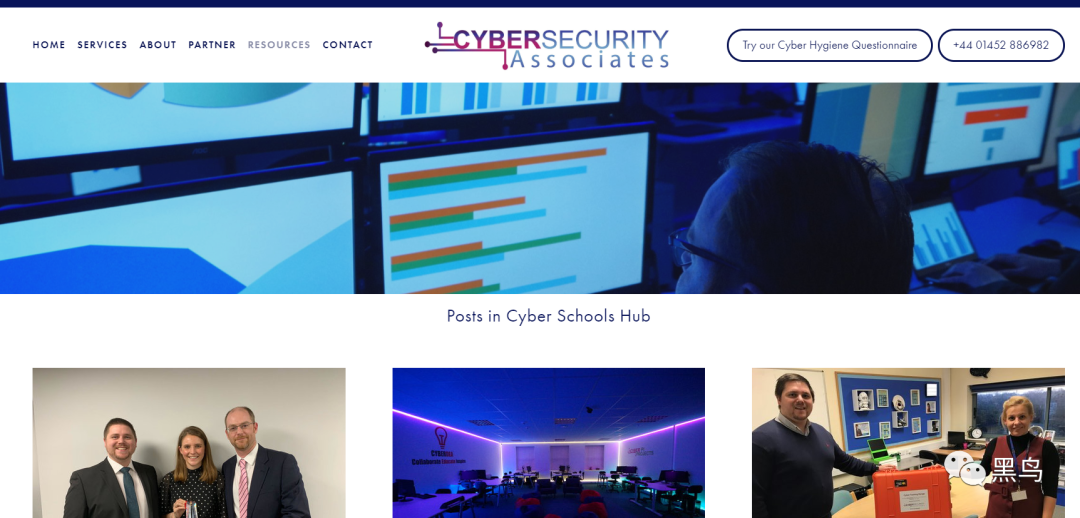 HOME SERVICES ABOUT PARTNER RESOURCES CONTACT
CYBERSECURITY
Associates
Try our Cyber Hygiene Questionnaire
+44 01452 886982
Posts in Cyber Schools Hub
黑鸟